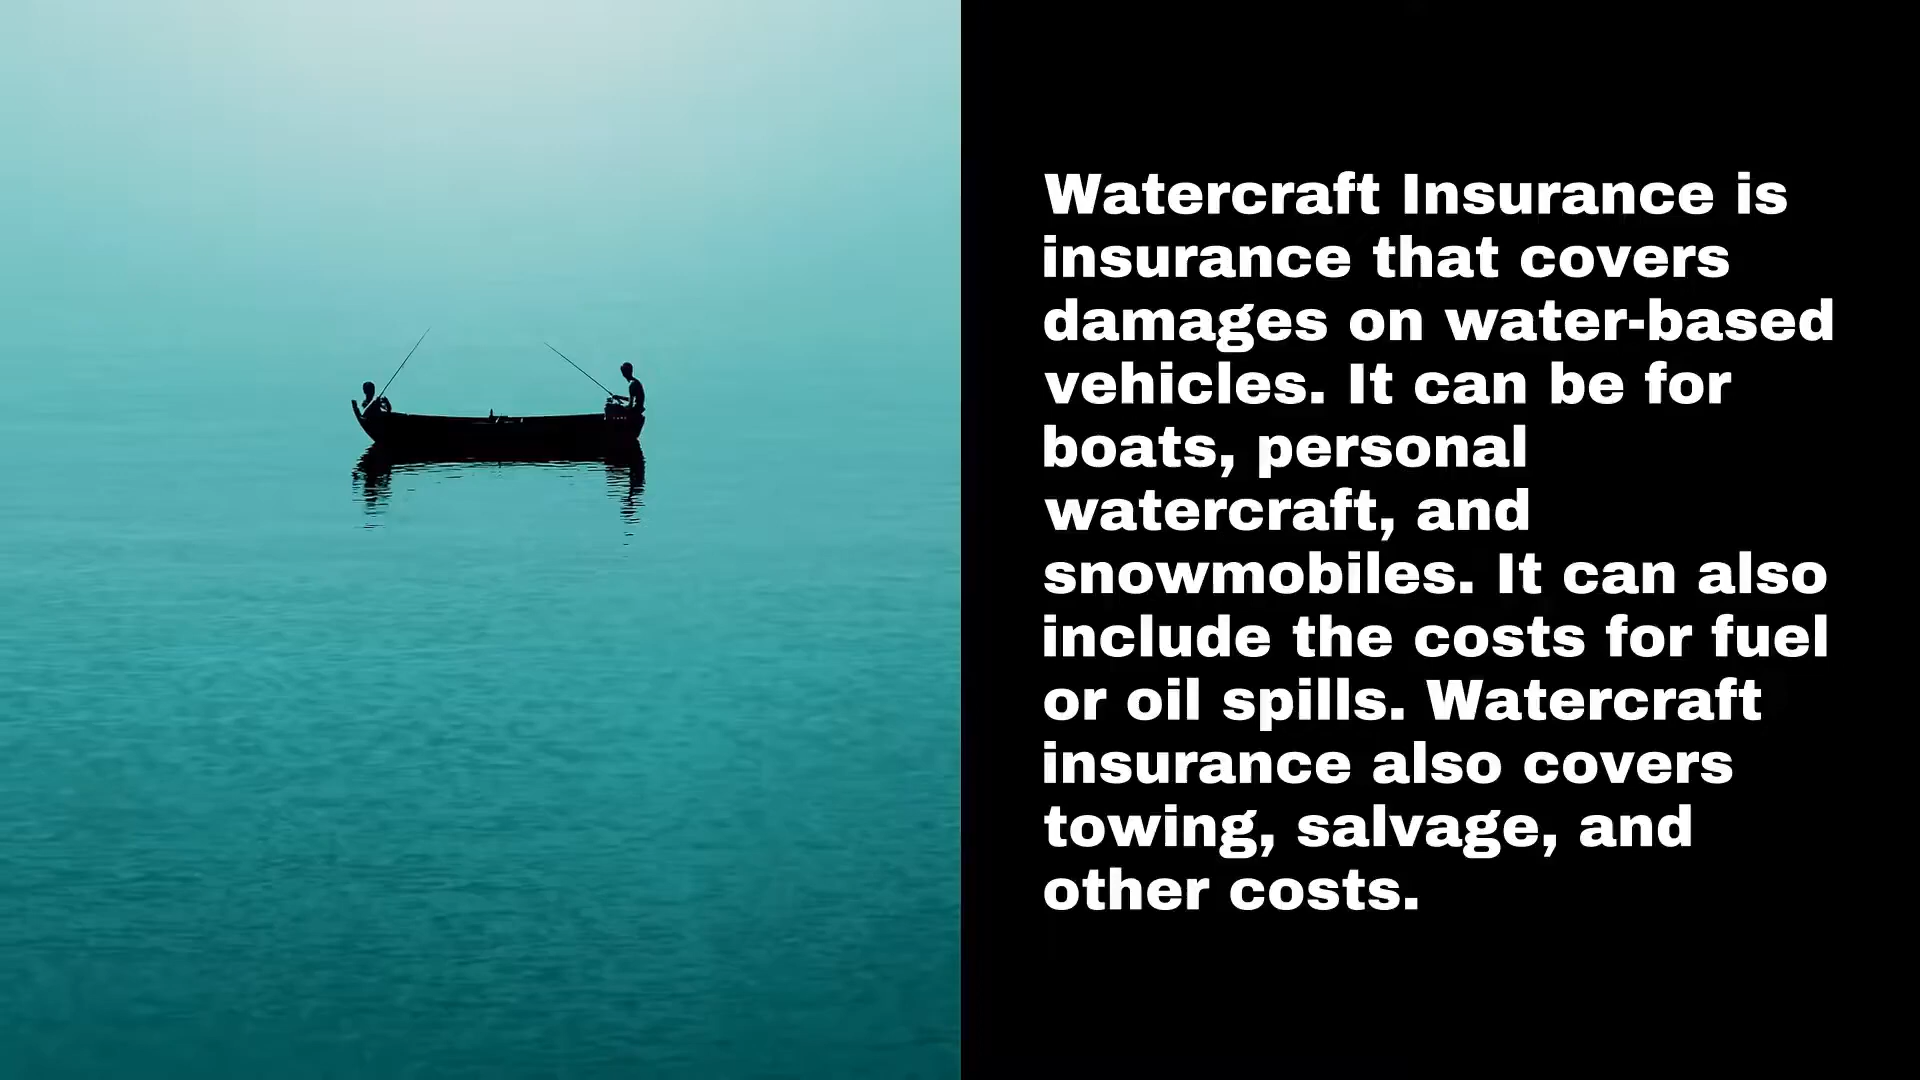 Watercraft Insurance is
insurance that covers
damages on water-based
vehicles. It can be for
boats, personal
watercraft, and
snowmobiles. It can also
include the costs for fuel
or oil spills. Watercraft
insurance also covers
towing, salvage, and
other costs.